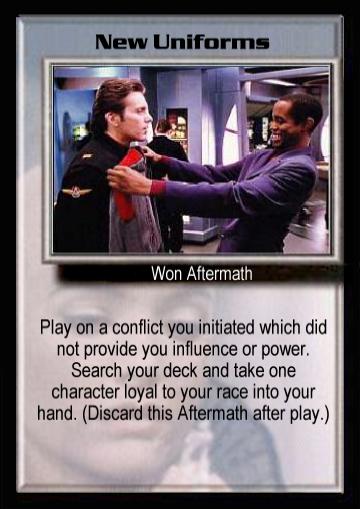 New Uniforms
Won Aftermath
Play on a conflict you initiated which did
not provide you influence or power.
Search your deck and take one
character loyal to your race into your
hand. (Discard this Aftermath after play.)